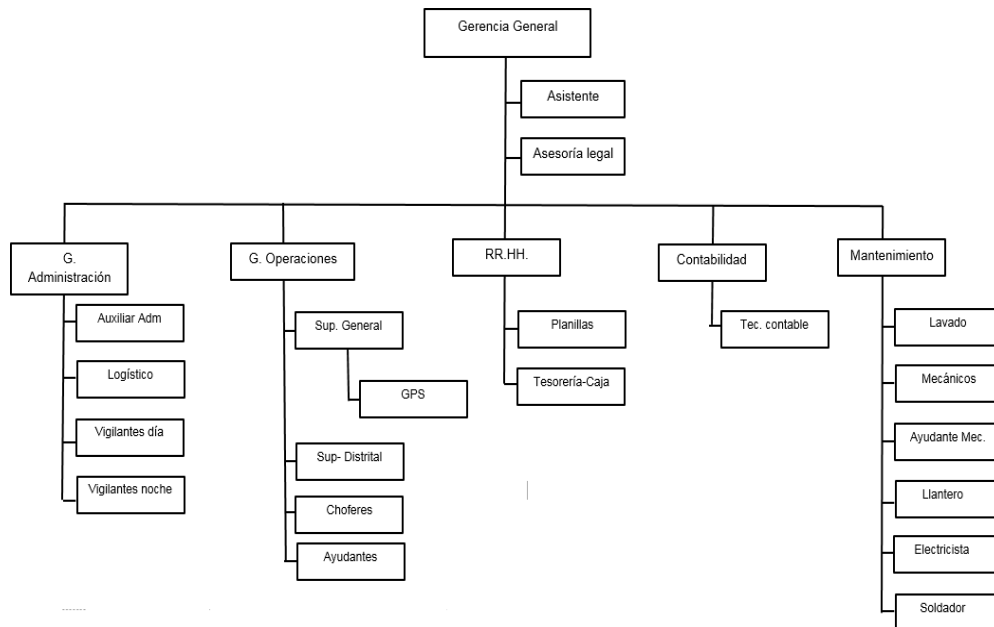 Gerencia General
Asistente
Asesoría legal
G.
Administración
G. Operaciones
RR.HH.
Contabilidad
Mantenimiento
Auxiliar Adm
Logístico
Vigilantes día
Vigilantes noche
Sup. General
GPS
Sup- Distrital
Choferes
Ayudantes
Planillas
Tesorería-Caja
Tec. contable
Lavado
Mecánicos
Ayudante Mec.
Llantero
Electricista
Soldador